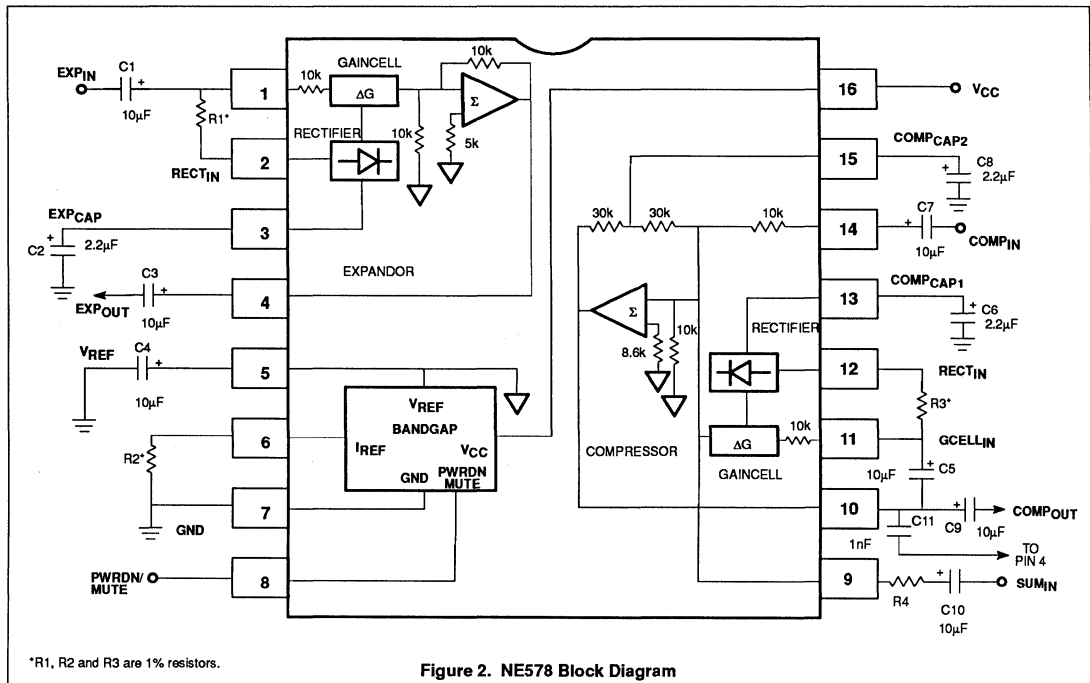 EXPIN
C1
+
10µF
R1*
1
10k
GAINCELL
ΔG
10k
Σ
10k
5k
RECTIFIER
2
RECTIN
EXPCAP
3
C2
+
2.2µF
C3
+
4
EXPOUT
10µF
EXPANDOR
VREF
C4
+
10µF
5
VREF
BANDGAP
IREF
VCC
GND
PWRDN
MUTE
6
R2*
7
GND
PWRDN/
MUTE
8
16
VCC
15
COMPCAP2
+
C8
2.2µF
30k
30k
10k
14
+
C7
10µF
COMPIN
13
COMPCAP1
+
C6
2.2µF
Σ
10k
8.6k
RECTIFIER
12
RECTIN
R3*
11
GCELLIN
ΔG
10k
COMPRESSOR
GAINCELL
10µF
+
C5
10
C11
+
C9
10µF
COMPOUT
1nF
TO
PIN 4
9
R4
+
C10
10µF
SUMIN
*R1, R2 and R3 are 1% resistors.
Figure 2. NE578 Block Diagram